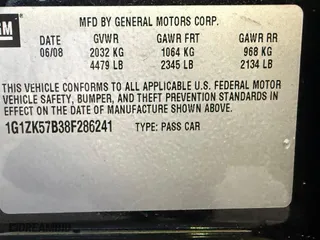 GM
MFD BY GENERAL MOTORS CORP.
DATE GVWR GAWR FRT GAWR RR
06/08 2032 KG 1064 KG 968 KG
4479 LB 2345 LB 2134 LB
THIS VEHICLE CONFORMS TO ALL APPLICABLE U.S. FEDERAL MOTOR
VEHICLE SAFETY, BUMPER, AND THEFT PREVENTION STANDARDS
IN EFFECT ON THE DATE OF MANUFACTURE SHOWN ABOVE.
1G1ZK57B38F286241 TYPE: PASS CAR